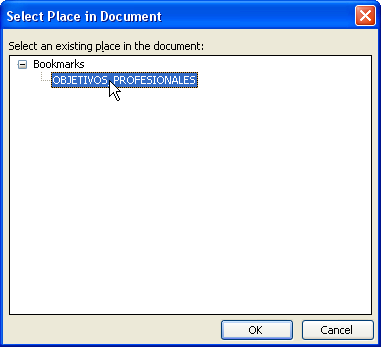 Select Place in Document
Select an existing place in the document:
Bookmarks
OBJETIVOS_PROFESIONALES
OK
Cancel